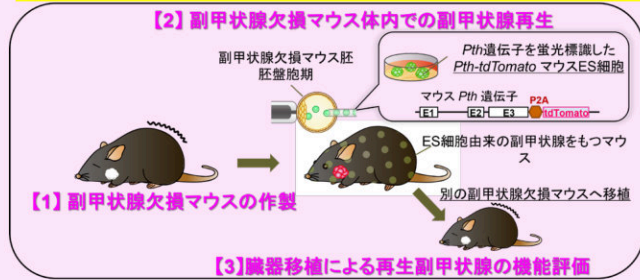 【2】副甲状腺欠損マウス体内での副甲状腺再生
副甲状腺欠損マウス胚
胚盤胞期
Pth遺伝子を蛍光標識した
Pth-tdTomato マウスES細胞
マウス Pth 遺伝子
P2A
E1
E2
E3
tdTomato
ES細胞由来の副甲状腺をもつマウ
ス
【1】副甲状腺欠損マウスの作製
別の副甲状腺欠損マウスへ移植
【3】臓器移植による再生副甲状腺の機能評価